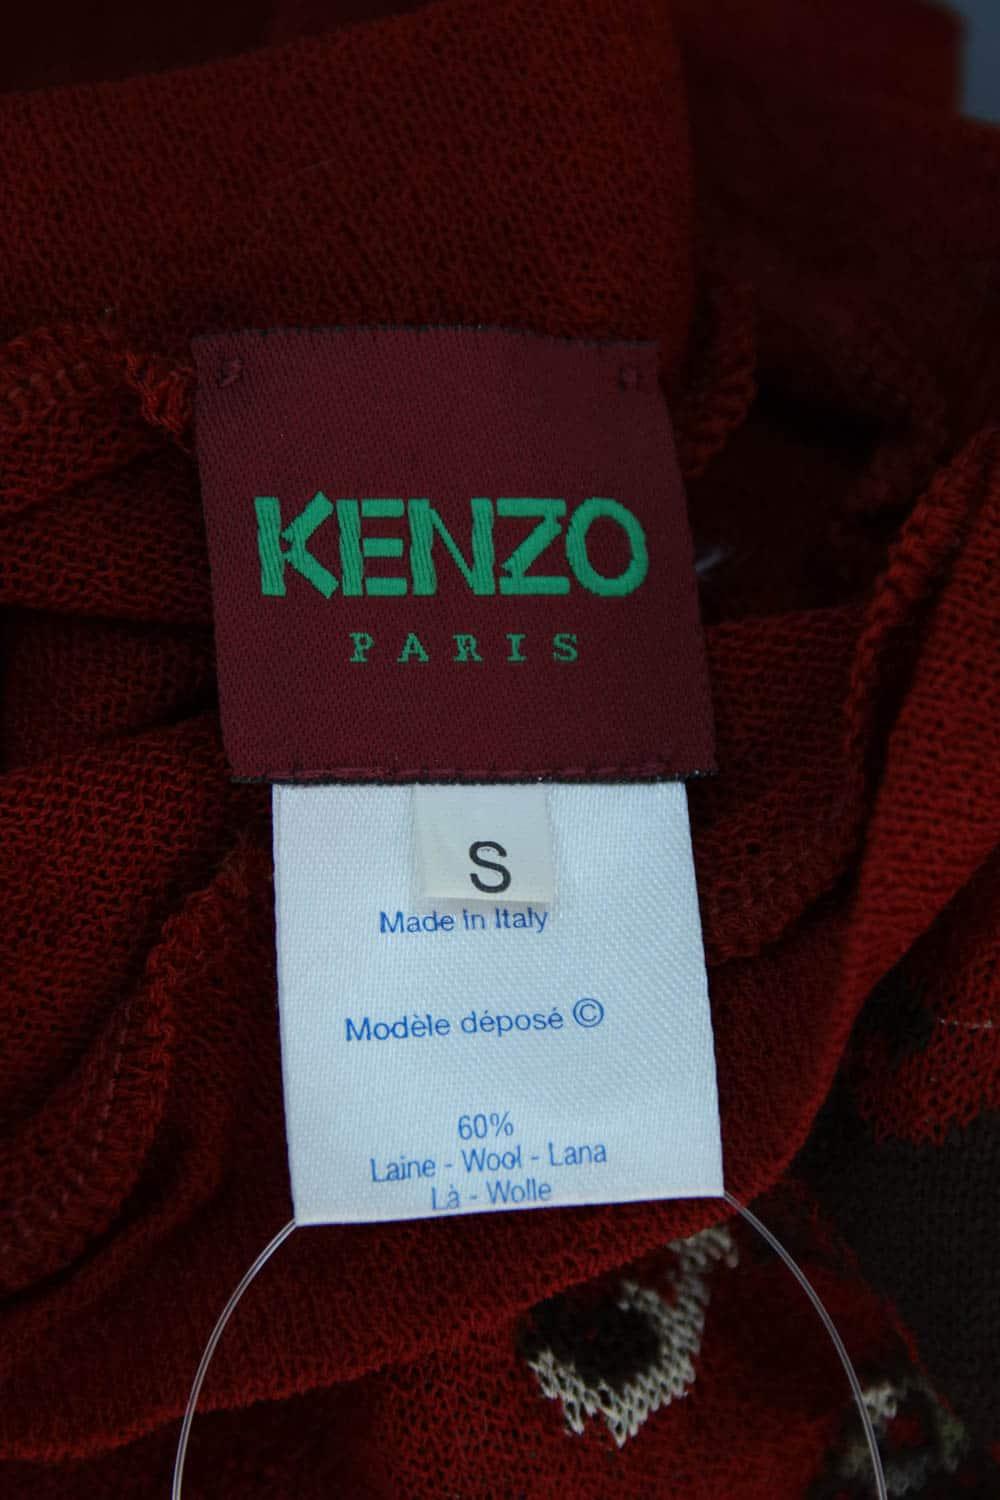 KENZO
PARIS
S
Made in Italy
Modèle déposé ©
60%
Laine - Wool - Lana
Là - Wolle